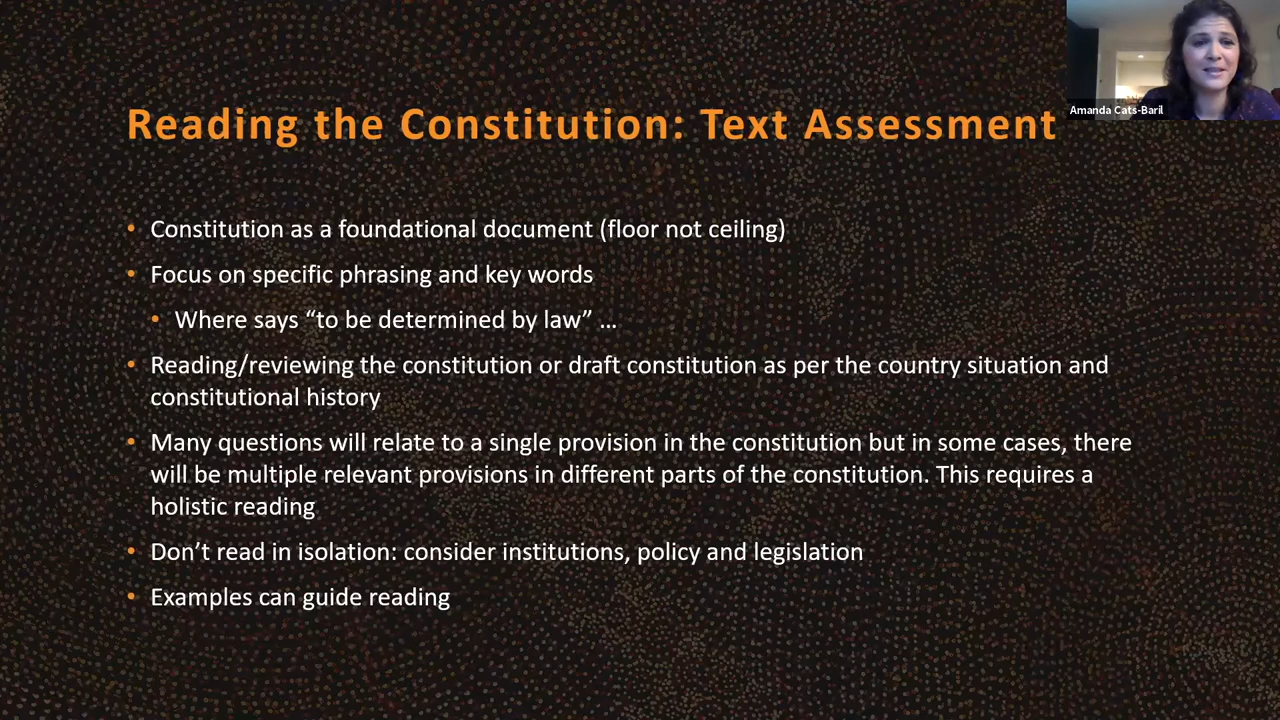 Amanda Cats-Baril
Reading the Constitution: Text Assessment
• Constitution as a foundational document (floor not ceiling)
• Focus on specific phrasing and key words
• Where says “to be determined by law” ...
• Reading/reviewing the constitution or draft constitution as per the country situation and
constitutional history
• Many questions will relate to a single provision in the constitution but in some cases, there
will be multiple relevant provisions in different parts of the constitution. This requires a
holistic reading
• Don’t read in isolation: consider institutions, policy and legislation
• Examples can guide reading